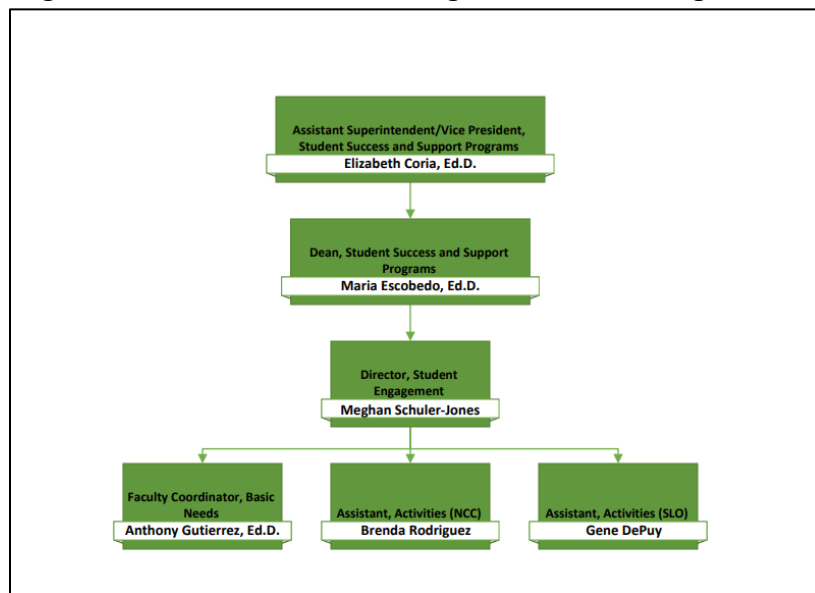 Assistant Superintendent/Vice President,
Student Success and Support Programs
Elizabeth Coria, Ed.D.
Dean, Student Success and Support
Programs
Maria Escobedo, Ed.D.
Director, Student
Engagement
Meghan Schuler-Jones
Faculty Coordinator, Basic
Needs
Anthony Gutierrez, Ed.D.
Assistant, Activities (NCC)
Brenda Rodriguez
Assistant, Activities (SLO)
Gene DePuy